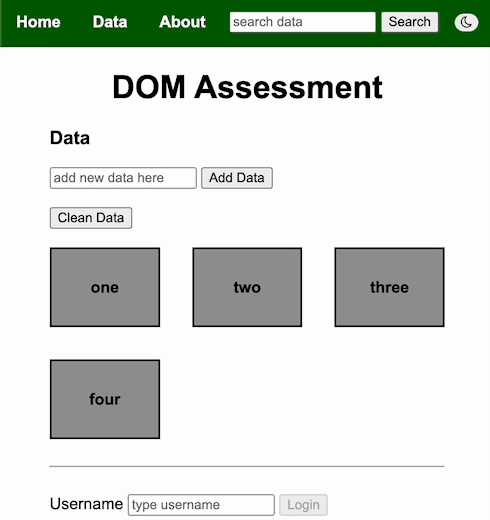 Home Data About search data Search
DOM Assessment
Data
add new data here Add Data
Clean Data
one two three
four
Username type username Login